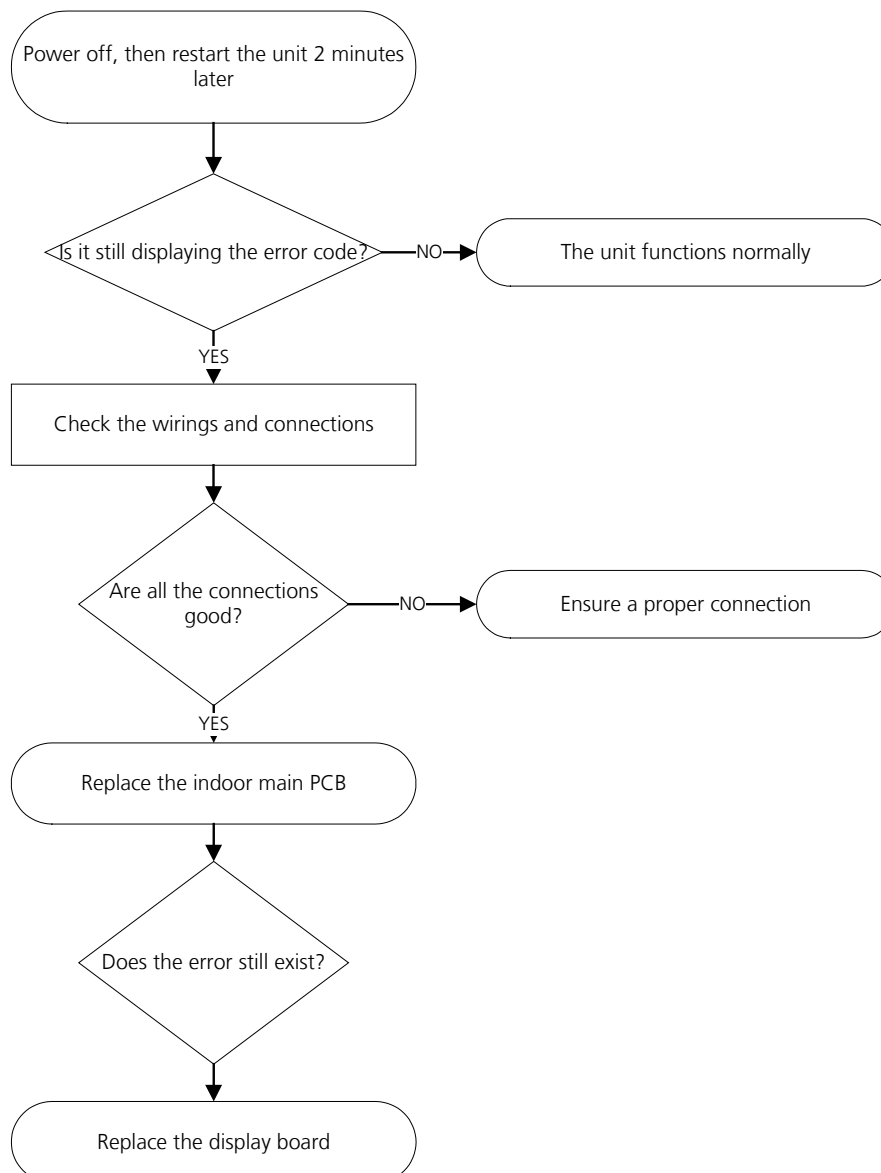 Power off, then restart the unit 2 minutes
later
Is it still displaying the error code?
NO
The unit functions normally
YES
Check the wirings and connections
Are all the connections
good?
NO
Ensure a proper connection
YES
Replace the indoor main PCB
Does the error still exist?
Replace the display board